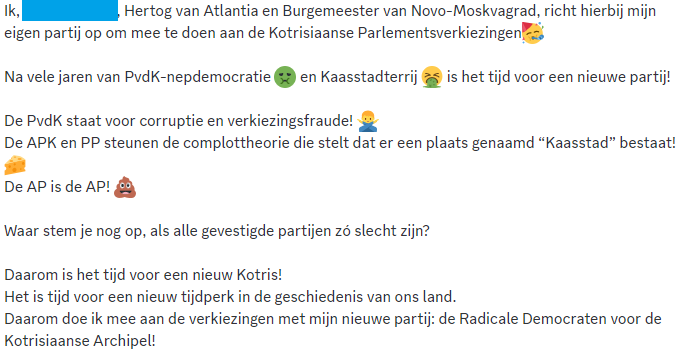 Ik, , Hertog van Atlantia en Burgemeester van Novo-Moskvagrad, richt hierbij mijn
eigen partij op om mee te doen aan de Kotrisiaanse Parlementsverkiezingen🥳
Na vele jaren van PvdK-nepdemocratie 🤢 en Kaasstadterrij 🤮 is het tijd voor een nieuwe partij!
De PvdK staat voor corruptie en verkiezingsfraude! 🙅‍♂️
De APK en PP steunen de complottheorie die stelt dat er een plaats genaamd “Kaasstad” bestaat!
🧀
De AP is de AP! 💩
Waar stem je nog op, als alle gevestigde partijen zó slecht zijn?
Daarom is het tijd voor een nieuw Kotris!
Het is tijd voor een nieuw tijdperk in de geschiedenis van ons land.
Daarom doe ik mee aan de verkiezingen met mijn nieuwe partij: de Radicale Democraten voor de
Kotrisiaanse Archipel!